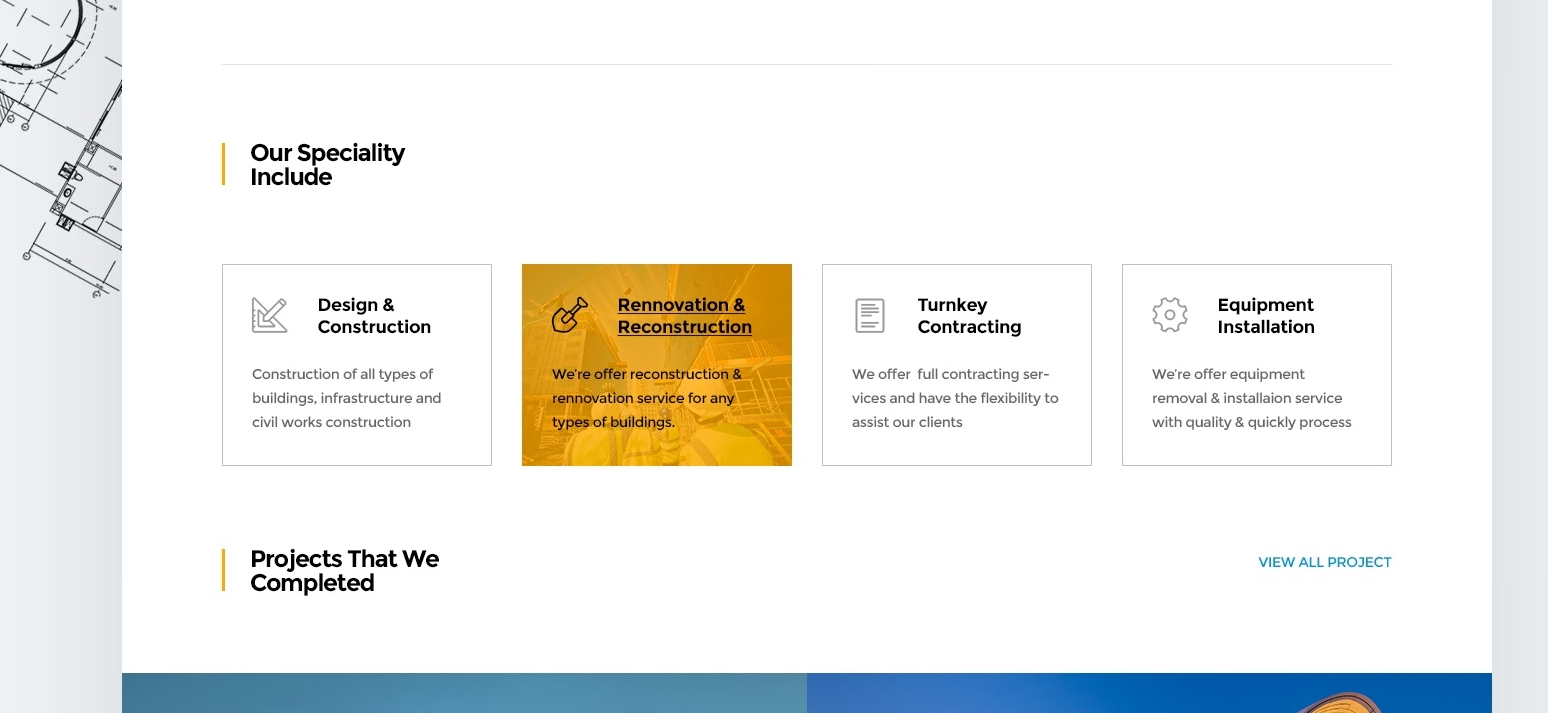 Our Speciality
Include
Design &
Construction
Construction of all types of
buildings, infrastructure and
civil works construction
Rennovation &
Reconstruction
We're offer reconstruction &
rennovation service for any
types of buildings.
Turnkey
Contracting
We offer  full contracting ser-
vices and have the flexibility to
assist our clients
Equipment
Installation
We're offer equipment
removal & installaion service
with quality & quickly process
Projects That We
Completed
VIEW ALL PROJECT